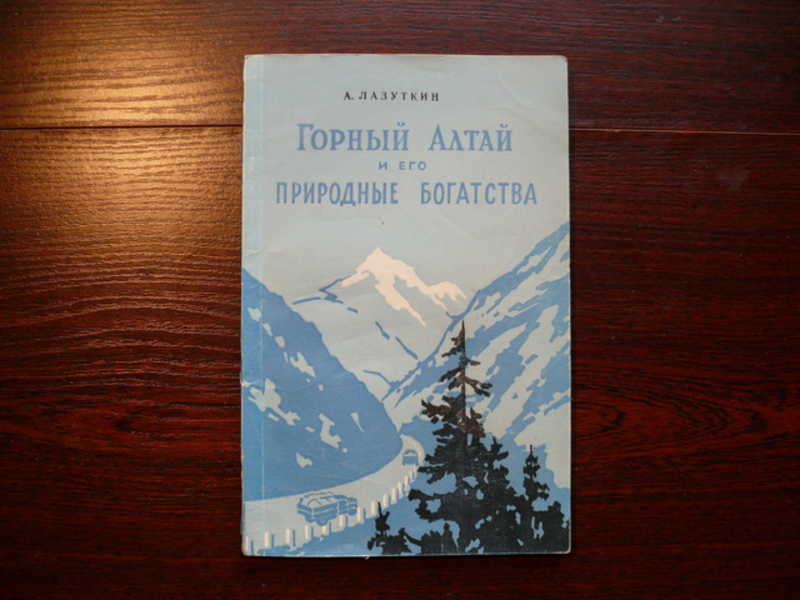 А. ЛАЗУТКИН
ГОРНЫЙ АЛТАЙ
И ЕГО
ПРИРОДНЫЕ БОГАТСТВА